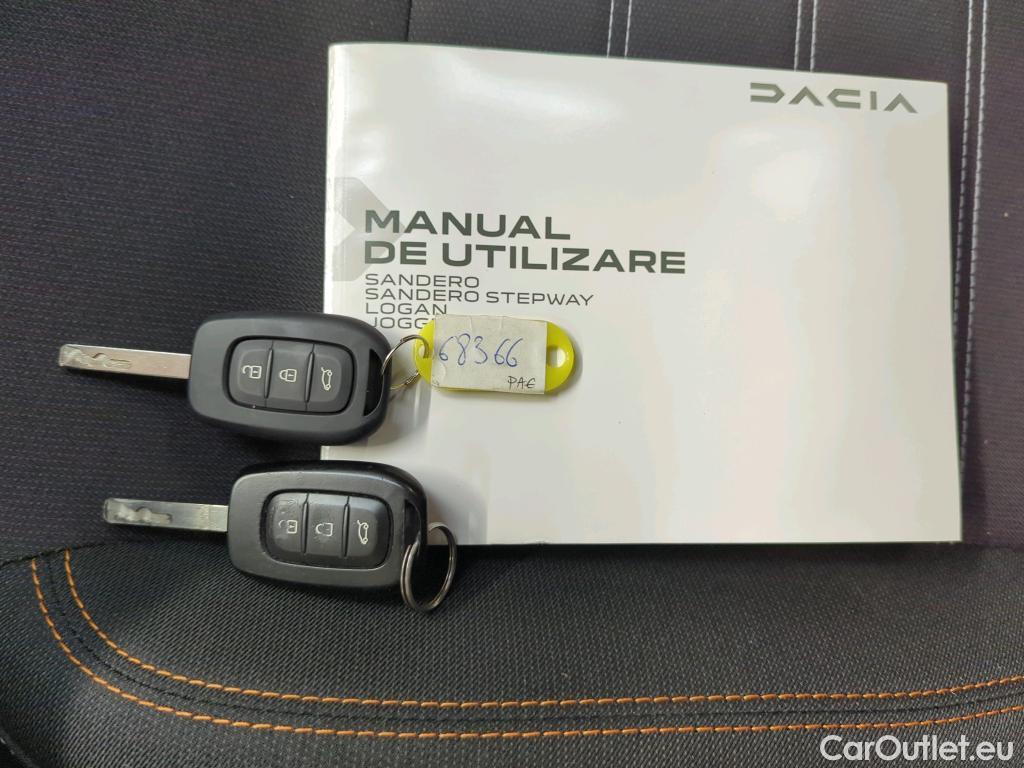 DACIA
MANUAL
DE UTILIZARE
SANDERO
SANDERO STEPWAY
LOGAN
68366
PAE
CarOutlet.eu